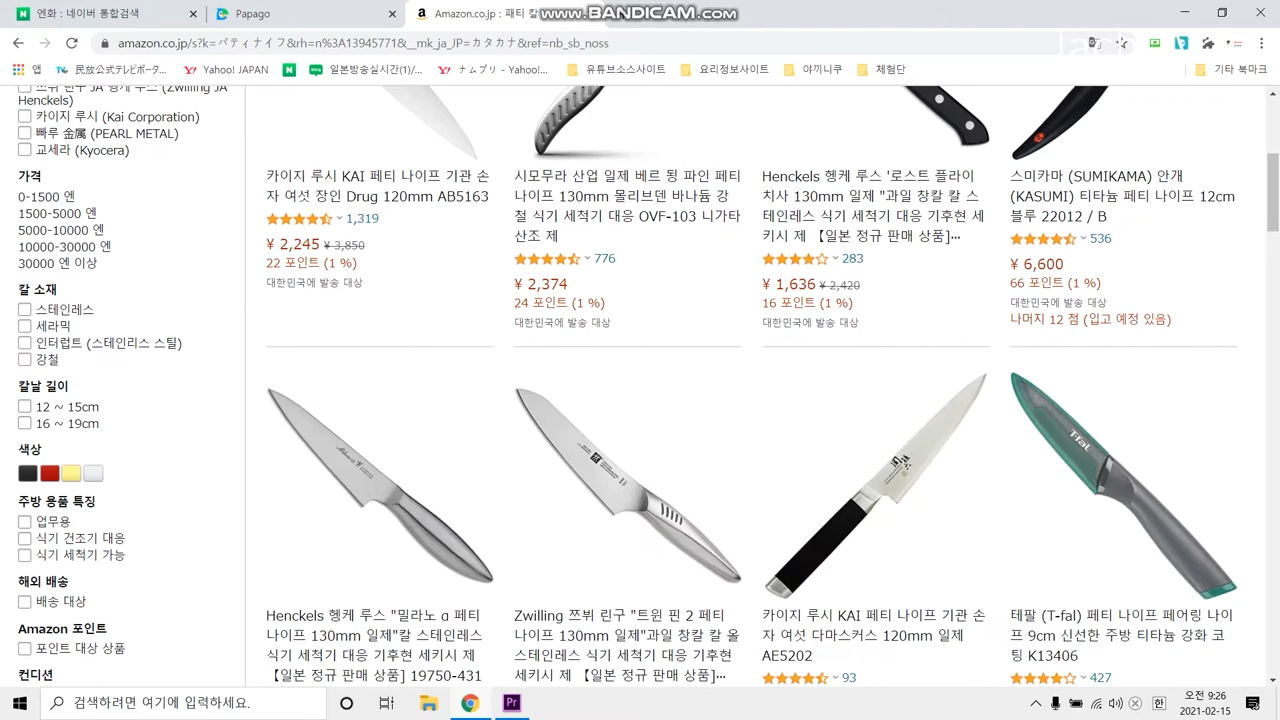 엔화 : 네이버 통합검색
Papago
Amazon.co.jp : 패티
www.BANDICAM.com
amazon.co.jp/s?k=パティナイフ&rh=n%3A13945771&__mk_ja_JP=カタカナ&ref=nb_sb_noss
앱
民放公式テレビポータ...
Yahoo! JAPAN
일본방송실시간(1)/...
ナムプリ - Yahoo!...
유튜브소스사이트
요리정보사이트
야끼니쿠
체험단
기타 북마크
Henckels)
카이지 루시 (Kai Corporation)
빠루 金属 (PEARL METAL)
교세라 (Kyocera)
가격
0-1500 엔
1500-5000 엔
5000-10000 엔
10000-30000 엔
30000 엔 이상
칼 소재
스테인레스
세라믹
인터럽트 (스테인리스 스틸)
강철
칼날 길이
12 ~ 15cm
16 ~ 19cm
색상
주방 용품 특징
업무용
식기 건조기 대응
식기 세척기 가능
해외 배송
배송 대상
Amazon 포인트
포인트 대상 상품
컨디션
카이지 루시 KAI 페티 나이프 기관 손
자 여섯 장인 Drug 120mm AB5163
1,319
¥ 2,245 ¥ 3,850
22 포인트 (1 %)
대한민국에 발송 대상
시모무라 산업 일제 베르 됭 파인 페티
나이프 130mm 몰리브덴 바나듐 강
철 식기 세척기 대응 OVF-103 니가타
산조 제
776
¥ 2,374
24 포인트 (1 %)
대한민국에 발송 대상
Henckels 헹케 루스 '로스트 플라이
치사 130mm 일제 "과일 창칼 칼 스
테인레스 식기 세척기 대응 기후현 세
키시 제 【일본 정규 판매 상품】…
283
¥ 1,636 ¥ 2,420
16 포인트 (1 %)
대한민국에 발송 대상
스미카마 (SUMIKAMA) 안개
(KASUMI) 티타늄 페티 나이프 12cm
블루 22012 / B
536
¥ 6,600
66 포인트 (1 %)
대한민국에 발송 대상
나머지 12 점 (입고 예정 있음)
T-fal
Henckels 헹케 루스 "밀라노 α 페티
나이프 130mm 일제"칼 스테인레스
식기 세척기 대응 기후현 세키시 제
【일본 정규 판매 상품】 19750-431
Zwilling 쯔뷔 린구 "트윈 핀 2 페티
나이프 130mm 일제"과일 창칼 칼 올
스테인레스 식기 세척기 대응 기후현
세키시 제 【일본 정규 판매 상품】…
카이지 루시 KAI 페티 나이프 기관 손
자 여섯 다마스커스 120mm 일제
AE5202
93
테팔 (T-fal) 페티 나이프 페어링 나이
프 9cm 신선한 주방 티타늄 강화 코
팅 K13406
427
검색하려면 여기에 입력하세요.
Pr
한
오전 9:26
2021-02-15